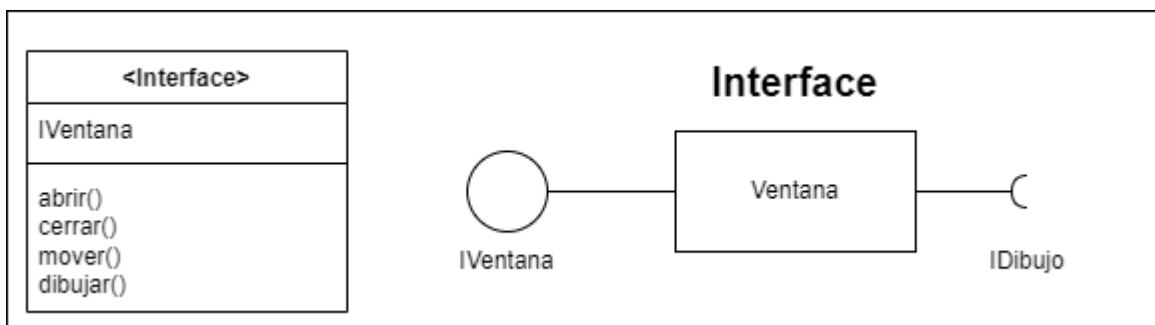 <Interface>
IVentana
abrir()
cerrar()
mover()
dibujar()
Interface
Ventana
IVentana
IDibujo